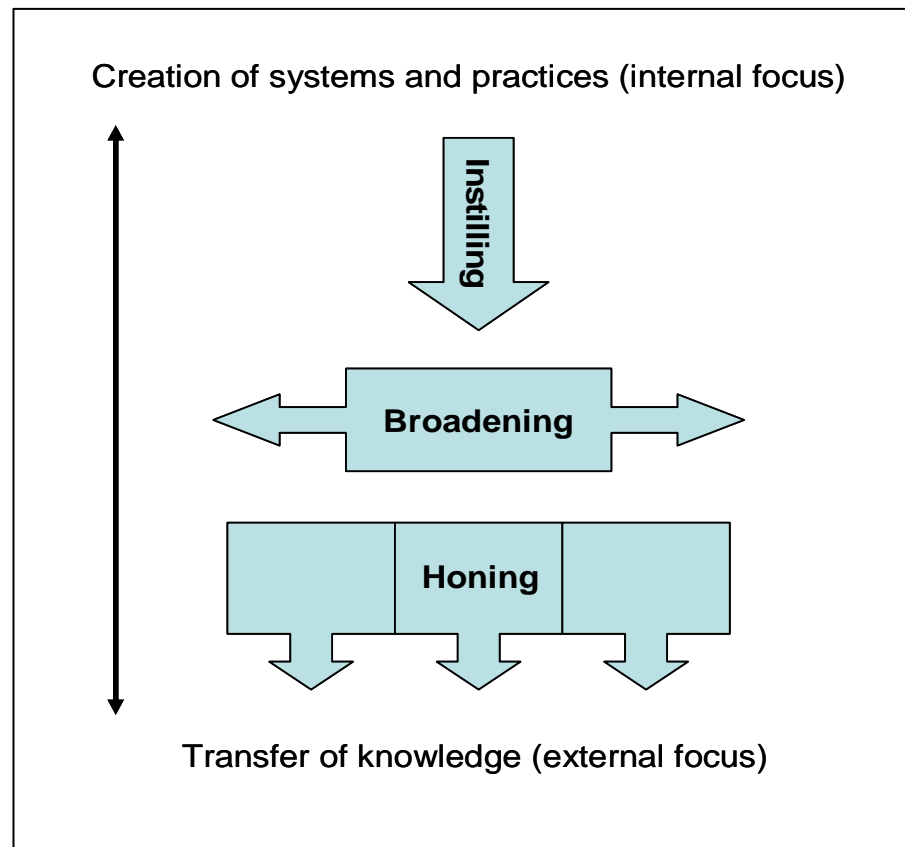 Creation of systems and practices (internal focus)
Instilling
Broadening
Honing
Transfer of knowledge (external focus)